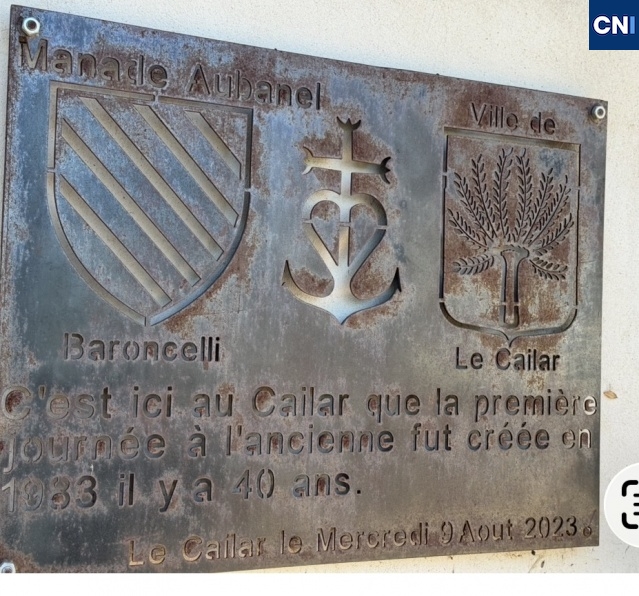 CNI
Manade Aubanel
Ville de
Baroncelli
Le Cailar
C'est ici au Cailar que la première
journée à l'ancienne fut créée en
1983 il y a 40 ans.
Le Cailar le Mercredi 9 Aout 2023.